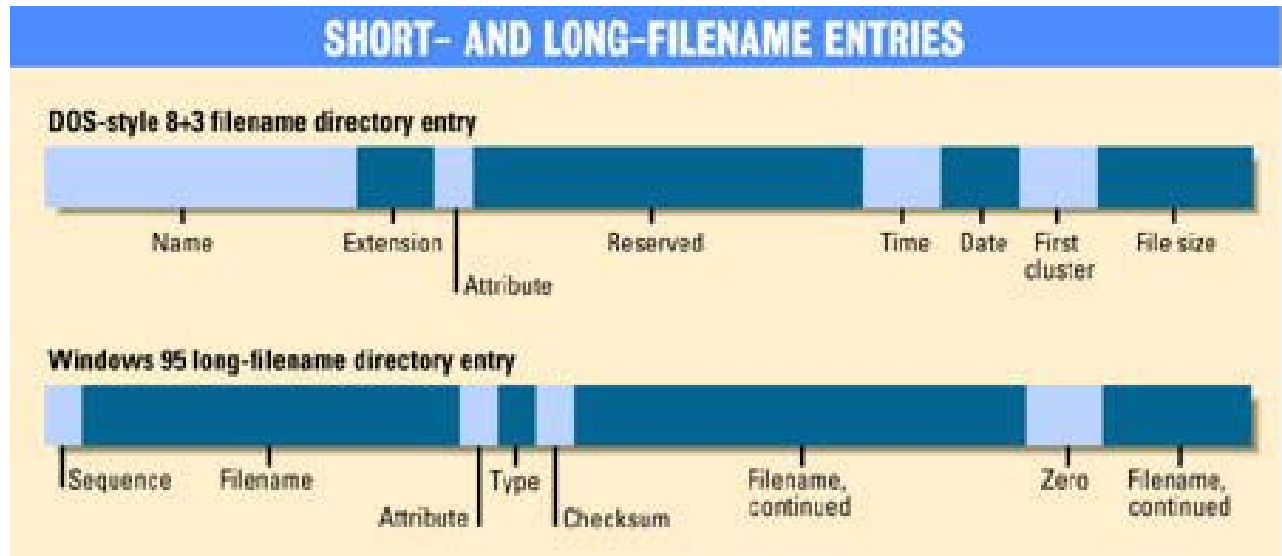 SHORT- AND LONG-FILENAME ENTRIES
DOS-style 8+3 filename directory entry
Name
Extension
Attribute
Reserved
Time
Date
First
cluster
File size
Windows 95 long-filename directory entry
Sequence
Filename
Attribute
Type
Checksum
Filename,
continued
Zero
Filename,
continued